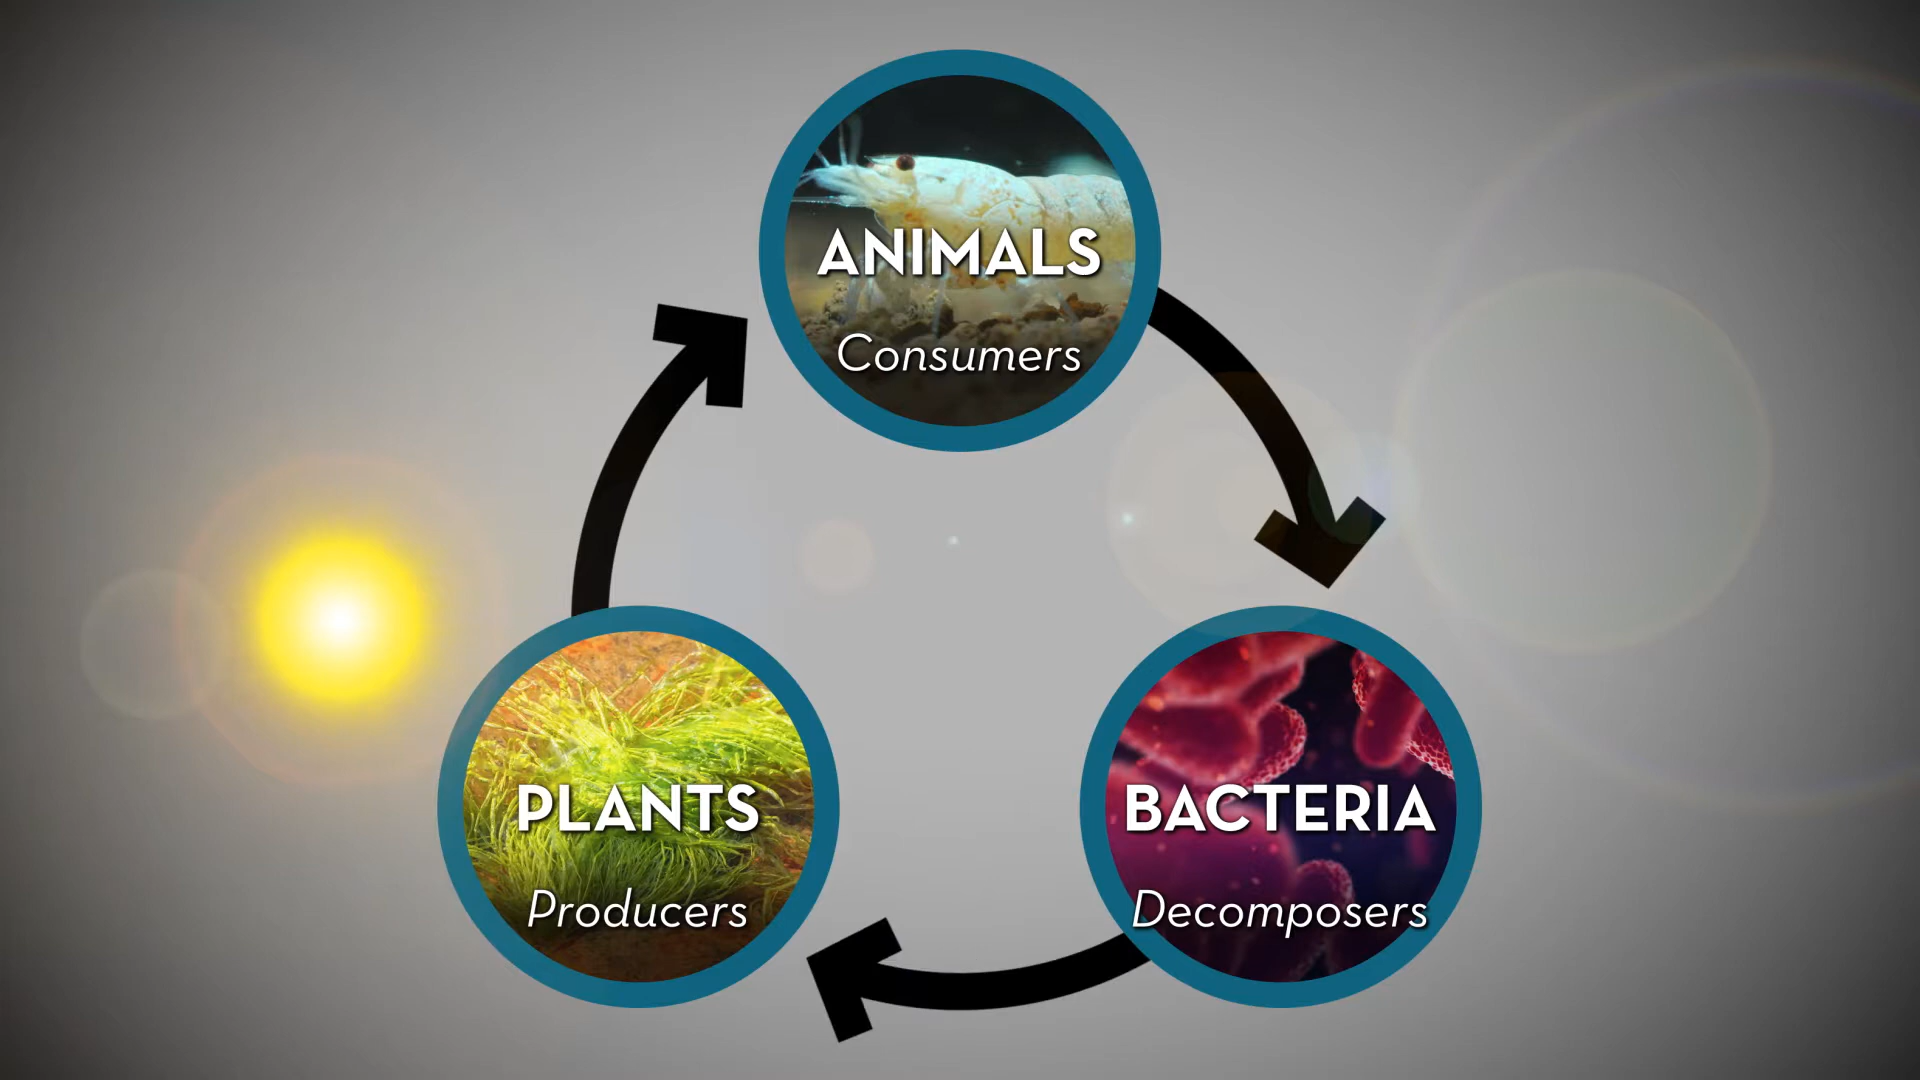 ANIMALS
Consumers
PLANTS
Producers
BACTERIA
Decomposers